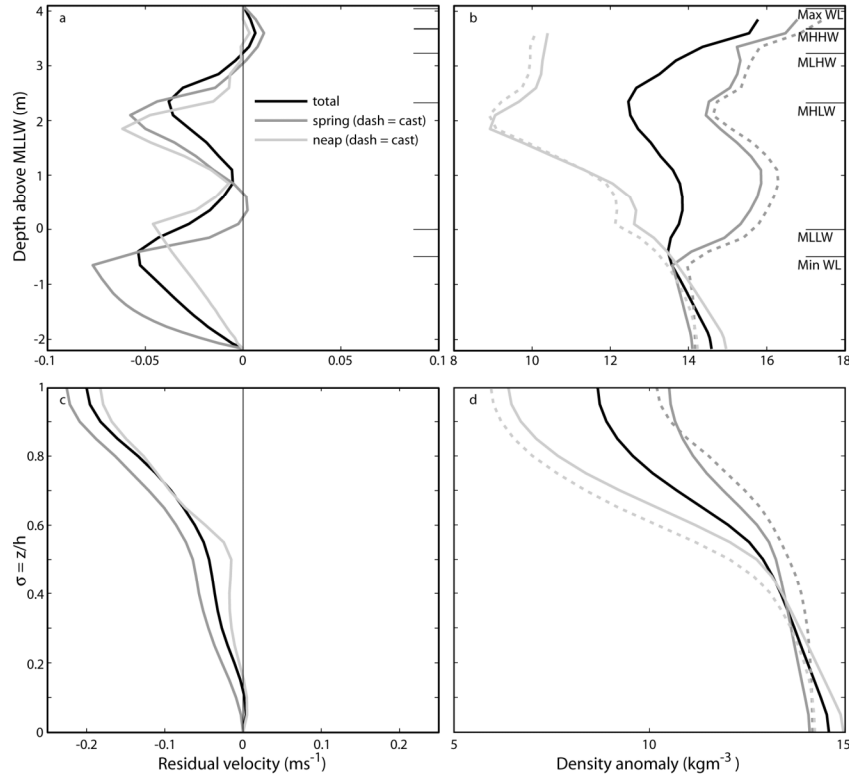 4
a
3
2
1
0
-1
-2
Depth above MLLW (m)
total
spring (dash = cast)
neap (dash = cast)
-0.1
-0.05
0
0.05
0.1
b
Max WL
MHHW
MLHW
MHLW
MLLW
Min WL
8
10
12
14
16
18
c
1
0.8
0.6
0.4
0.2
0
σ = z/h
-0.2
-0.1
0
0.1
0.2
Residual velocity (ms⁻¹)
d
5
10
15
Density anomaly (kgm⁻³)